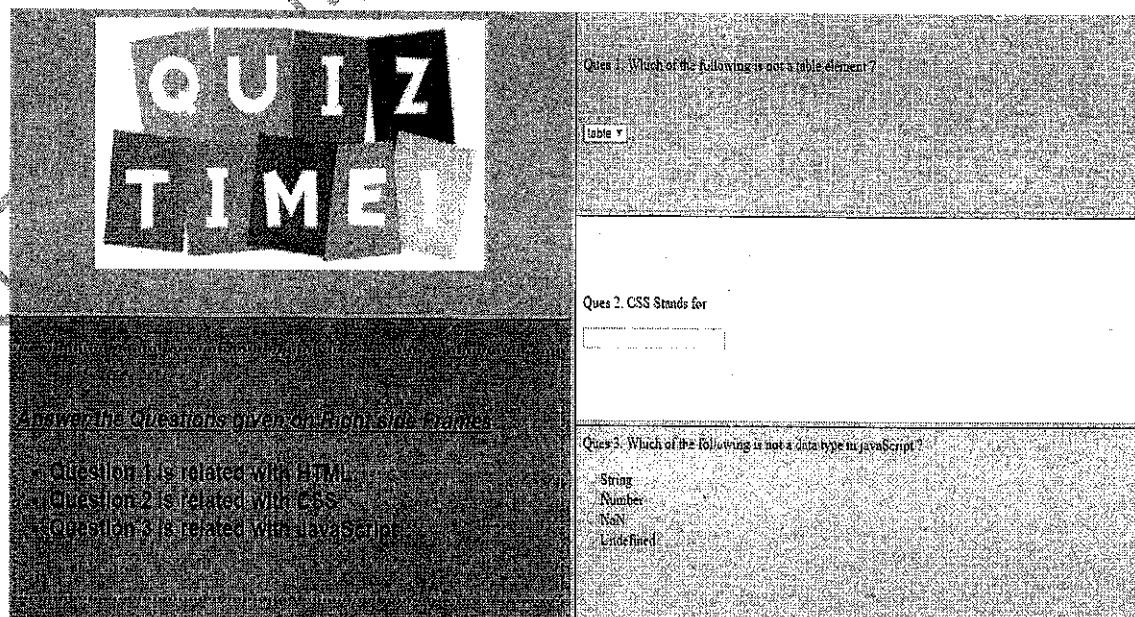 QUIZ
TIME!
Answer the Questions given on Right side Frames
Question 1 is related with HTML
Question 2 is related with CSS
Question 3 is related with JavaScript
Ques 1. Which of the following is not a table element ?
table
Ques 2. CSS Stands for
Ques 3. Which of the following is not a data type in javaScript ?
String
Number
NaN
Undefined